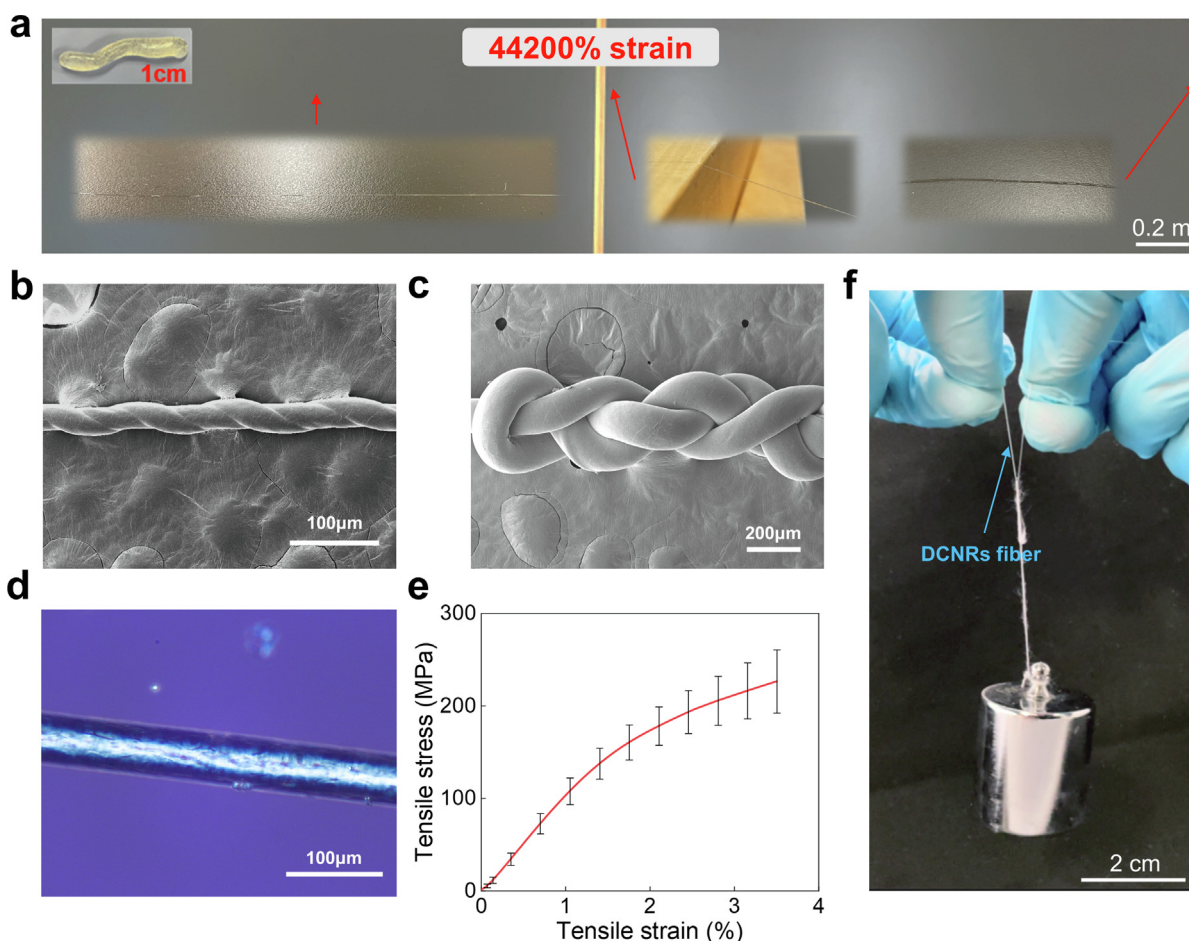 a
44200% strain
1cm
0.2 m
b
100μm
c
200μm
f
DCNRs fiber
2 cm
d
100μm
e
Tensile stress (MPa)
300
200
100
0
0
1
2
3
4
Tensile strain (%)